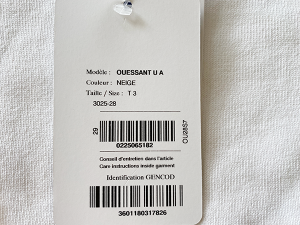 Modèle : OUESSANT U A
Couleur : NEIGE
Taille / Size : T 3
3025-28
29
OU28S7
0225065182
Conseil d'entretien dans l'article
Care instructions inside garment
Identification GENCOD
3601180317826